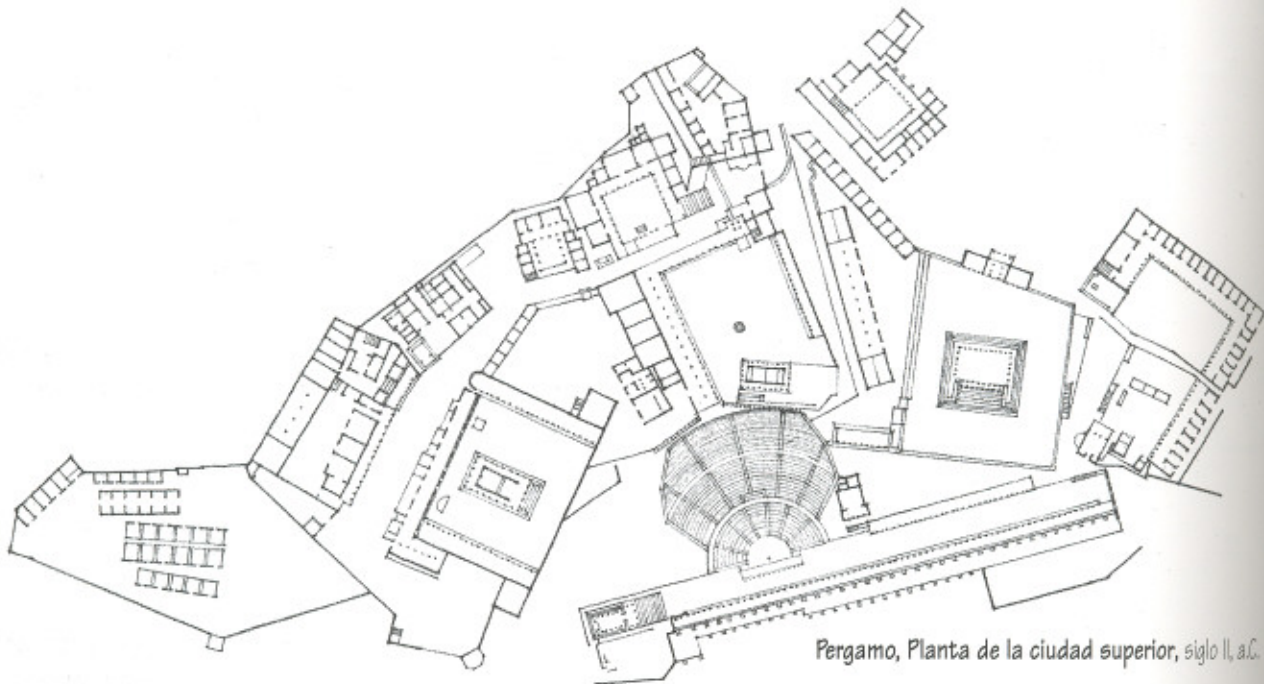 Pergamo, Planta de la ciudad superior, siglo II, a.C.